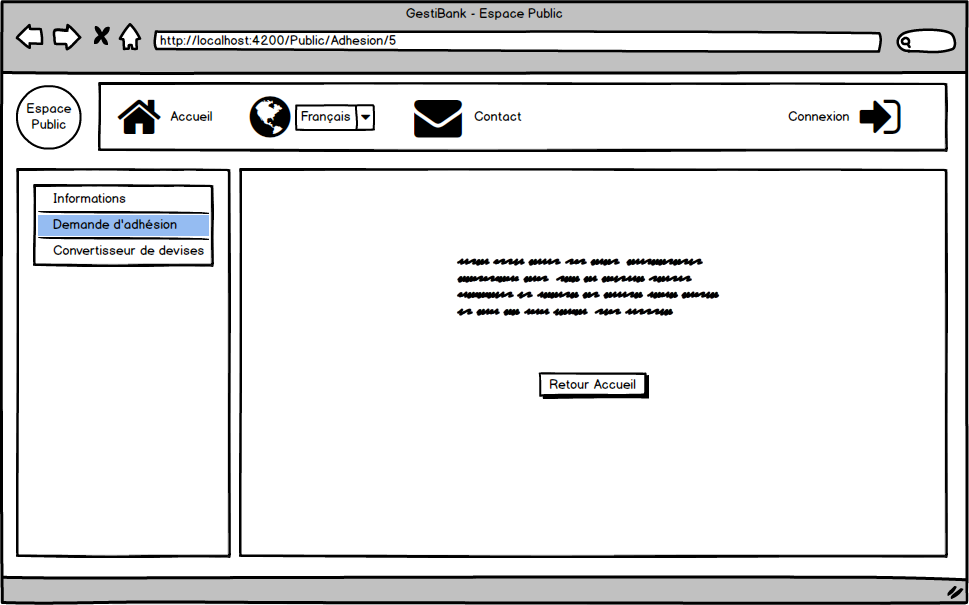 GestiBank - Espace Public
http://localhost:4200/Public/Adhesion/5
Espace
Public
Accueil
Français
Contact
Connexion
Informations
Demande d'adhésion
Convertisseur de devises
Retour Accueil